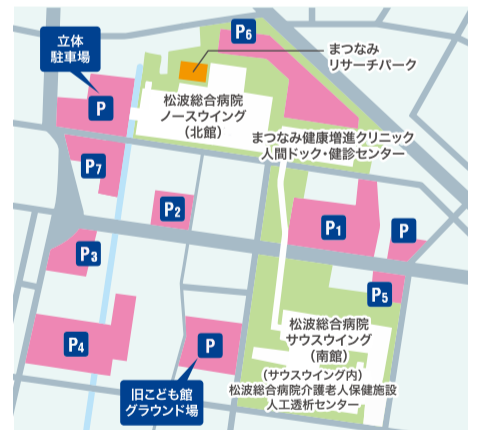 立体
駐車場
P
P6
まつなみ
リサーチパーク
松波総合病院
ノースウイング
（北館）
まつなみ健康増進クリニック
人間ドック・健診センター
P7
P2
P1
P
P3
P5
P4
P
松波総合病院
サウスウイング
（南館）
（サウスウイング内）
松波総合病院介護老人保健施設
人工透析センター
旧こども館
グラウンド場